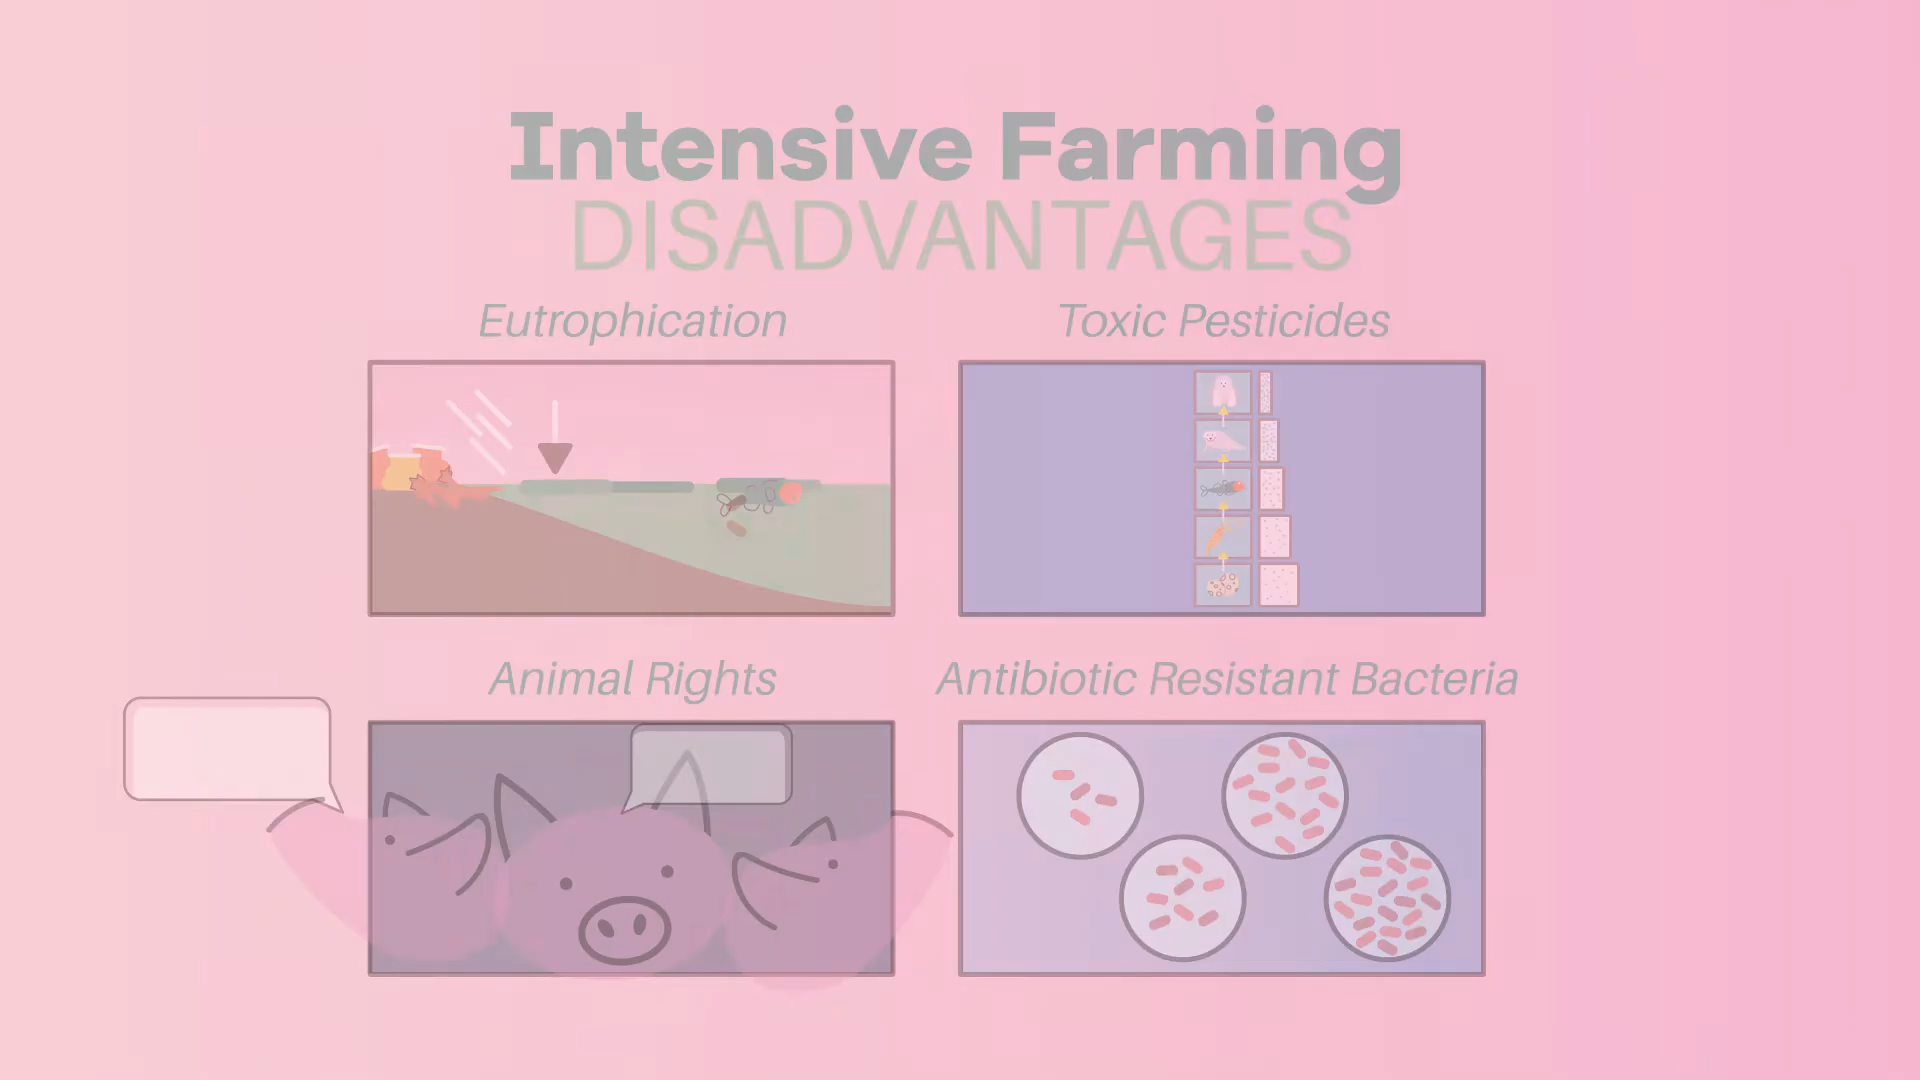 Intensive Farming
DISADVANTAGES
Eutrophication
Toxic Pesticides
Animal Rights
Antibiotic Resistant Bacteria